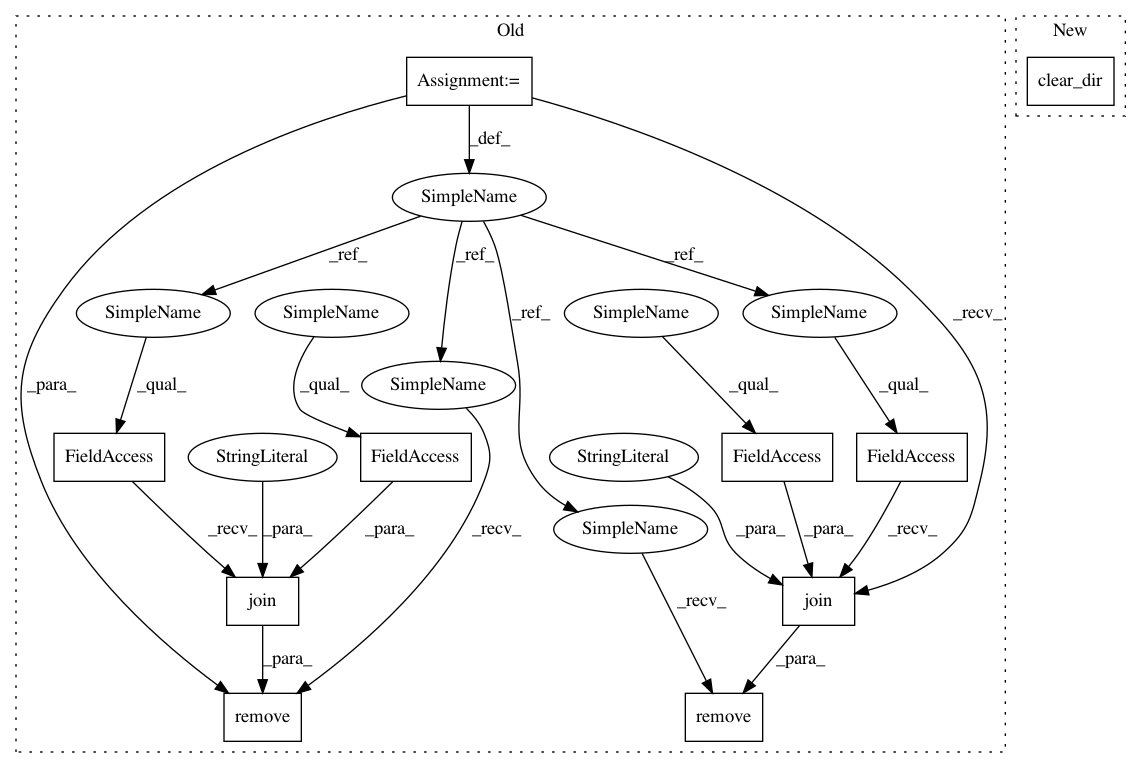 Old
New
Assignment:=
clear_dir
_def_
SimpleName
_ref_
_ref_
_ref_
SimpleName
SimpleName
_ref_
SimpleName
SimpleName
_recv_
_para_
_qual_
_qual_
SimpleName
_qual_
_qual_
FieldAccess
StringLiteral
FieldAccess
StringLiteral
FieldAccess
FieldAccess
_recv_
_para_
_para_
_recv_
SimpleName
_para_
_para_
_recv_
join
_recv_
join
_para_
_para_
remove
remove